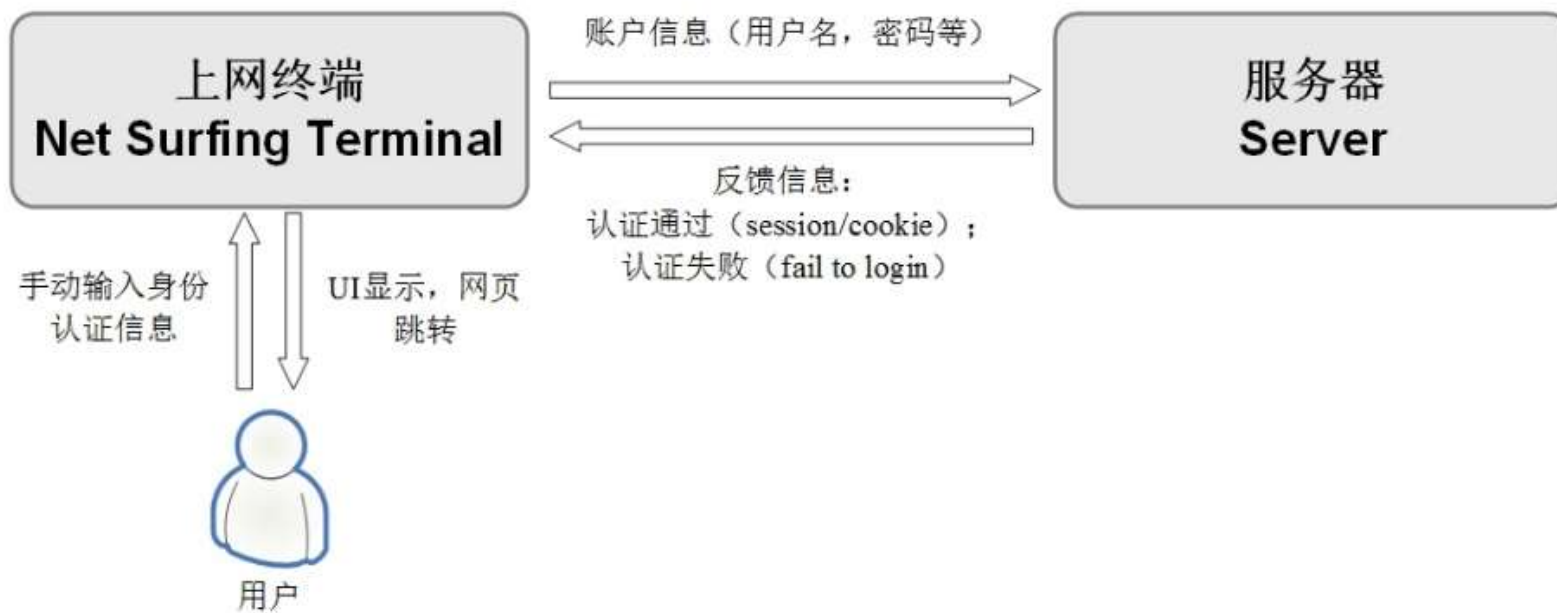 上网终端
Net Surfing Terminal
账户信息（用户名，密码等）
服务器
Server
反馈信息：
认证通过（session/cookie）；
认证失败（fail to login）
手动输入身份
认证信息
UI显示，网页
跳转
用户